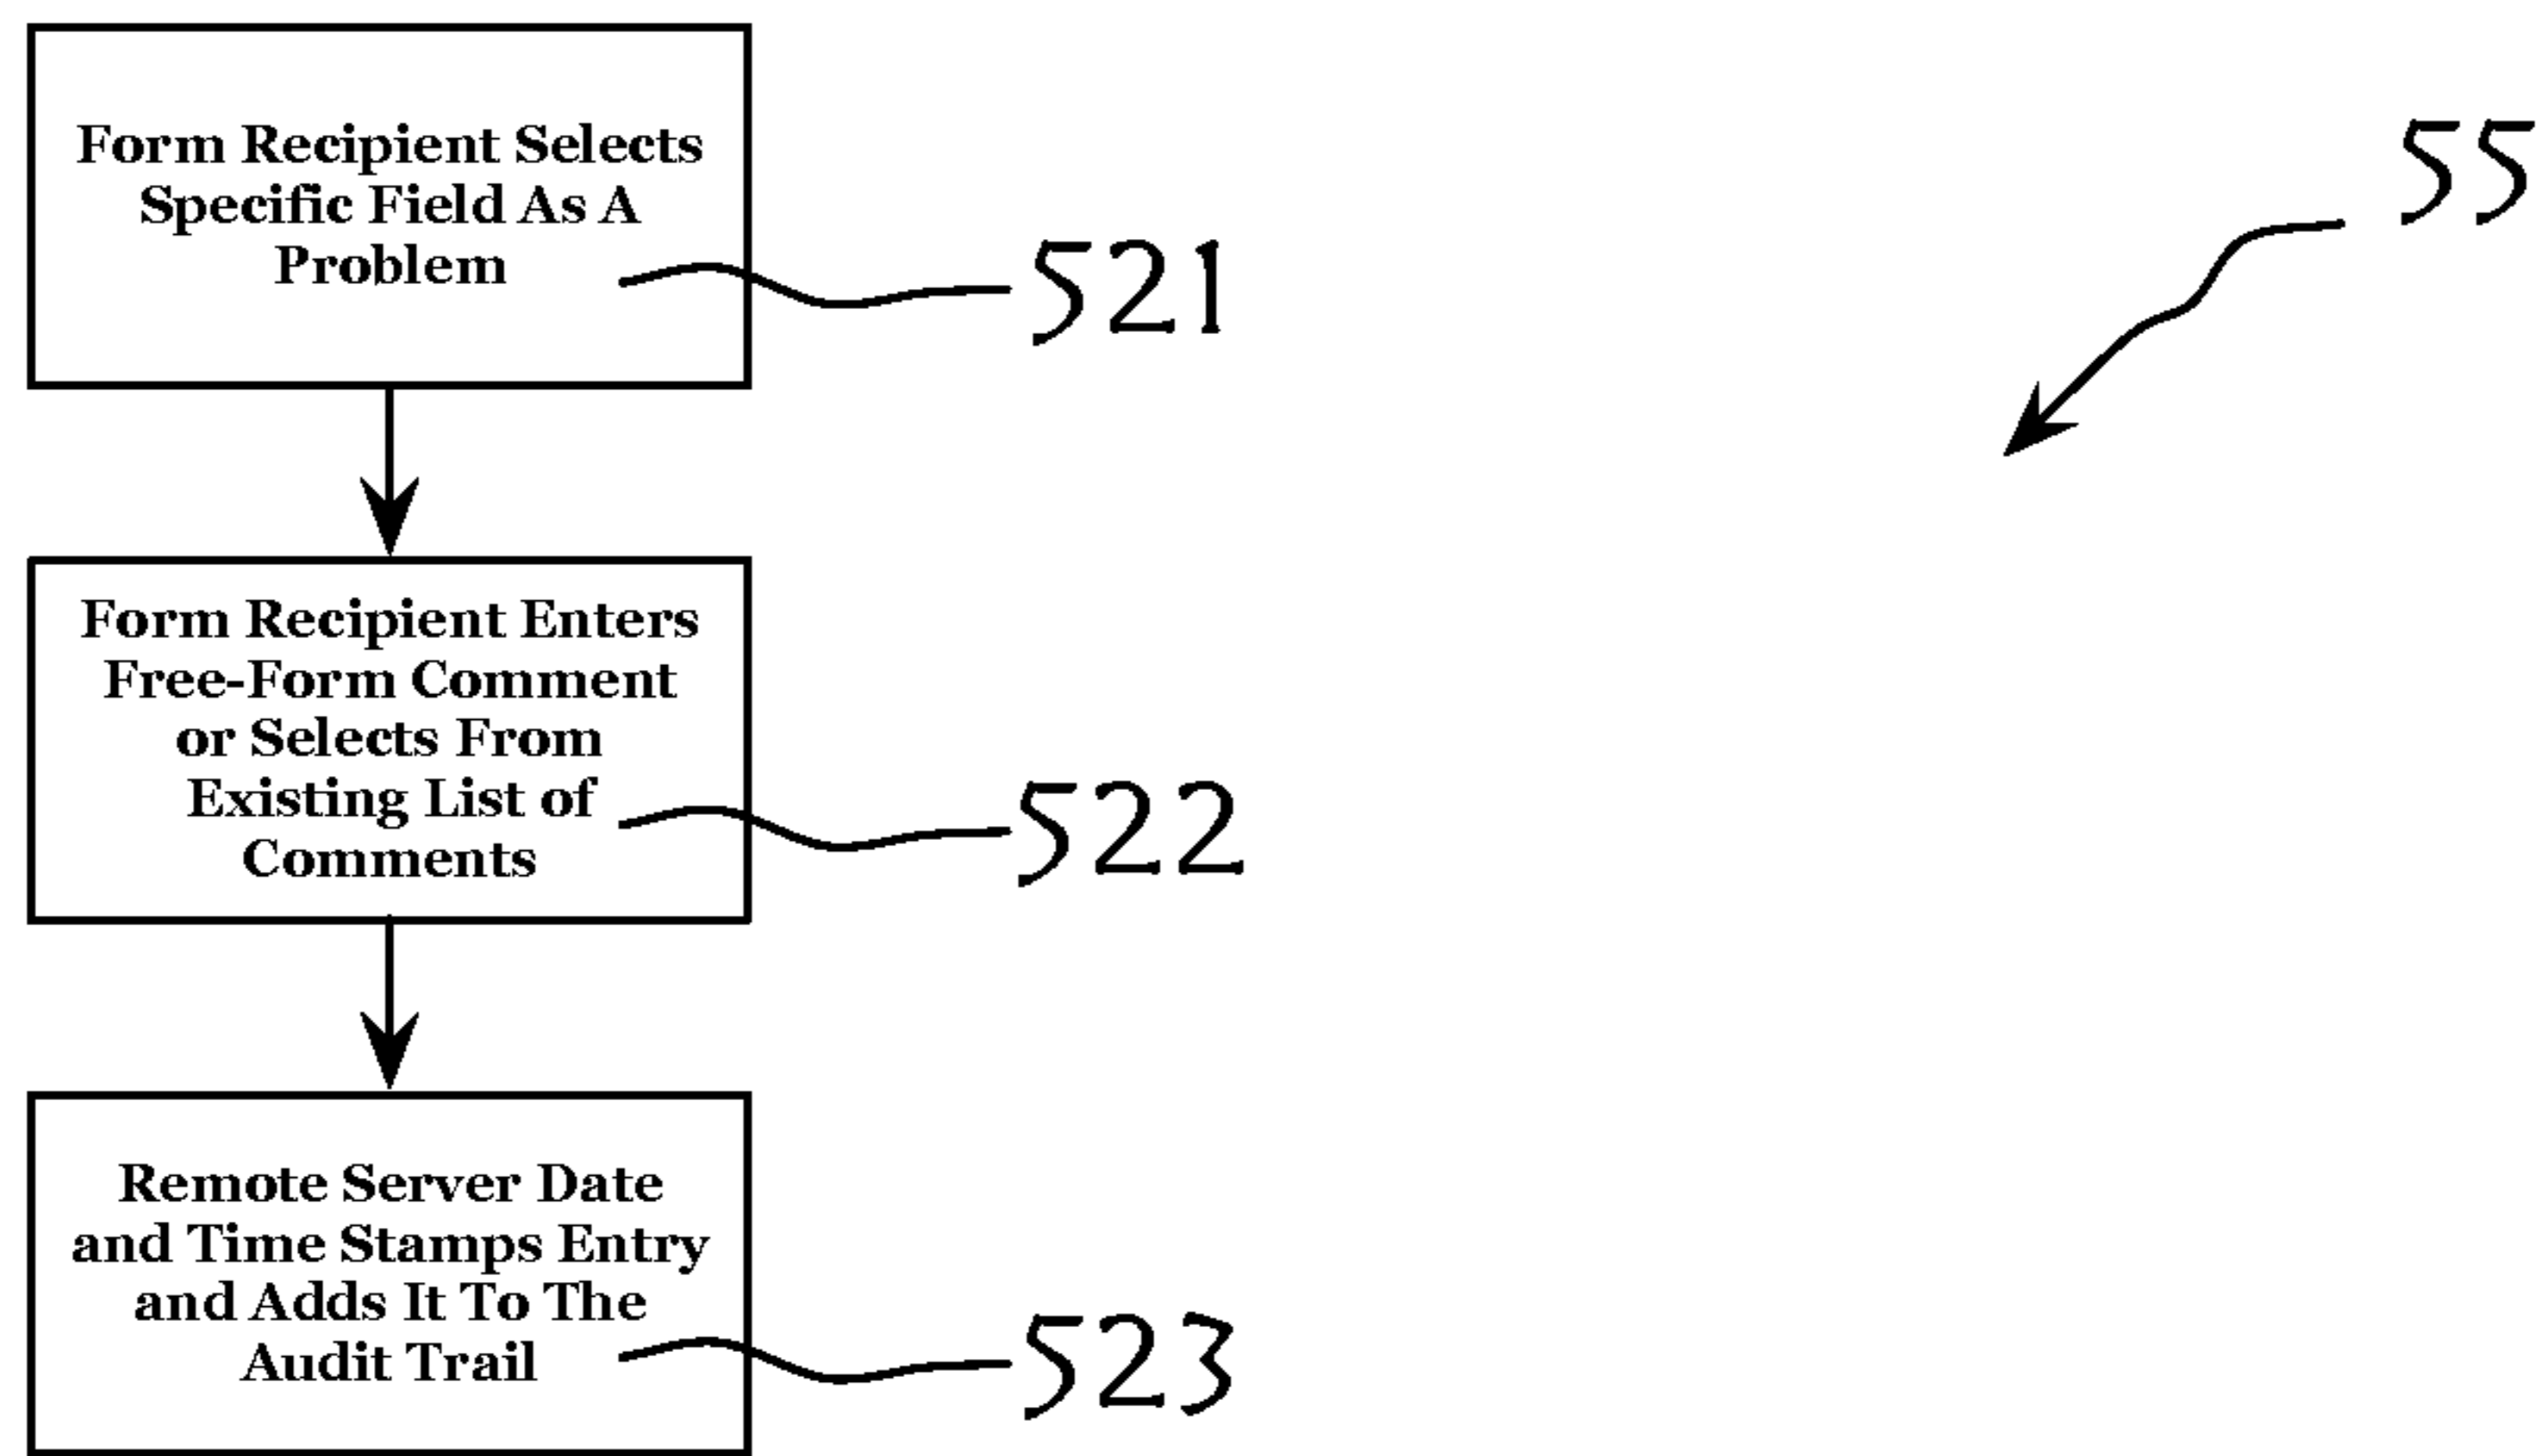 Form Recipient Selects
Specific Field As A
Problem
521
55
Form Recipient Enters
Free-Form Comment
or Selects From
Existing List of
Comments
522
Remote Server Date
and Time Stamps Entry
and Adds It To The
Audit Trail
523